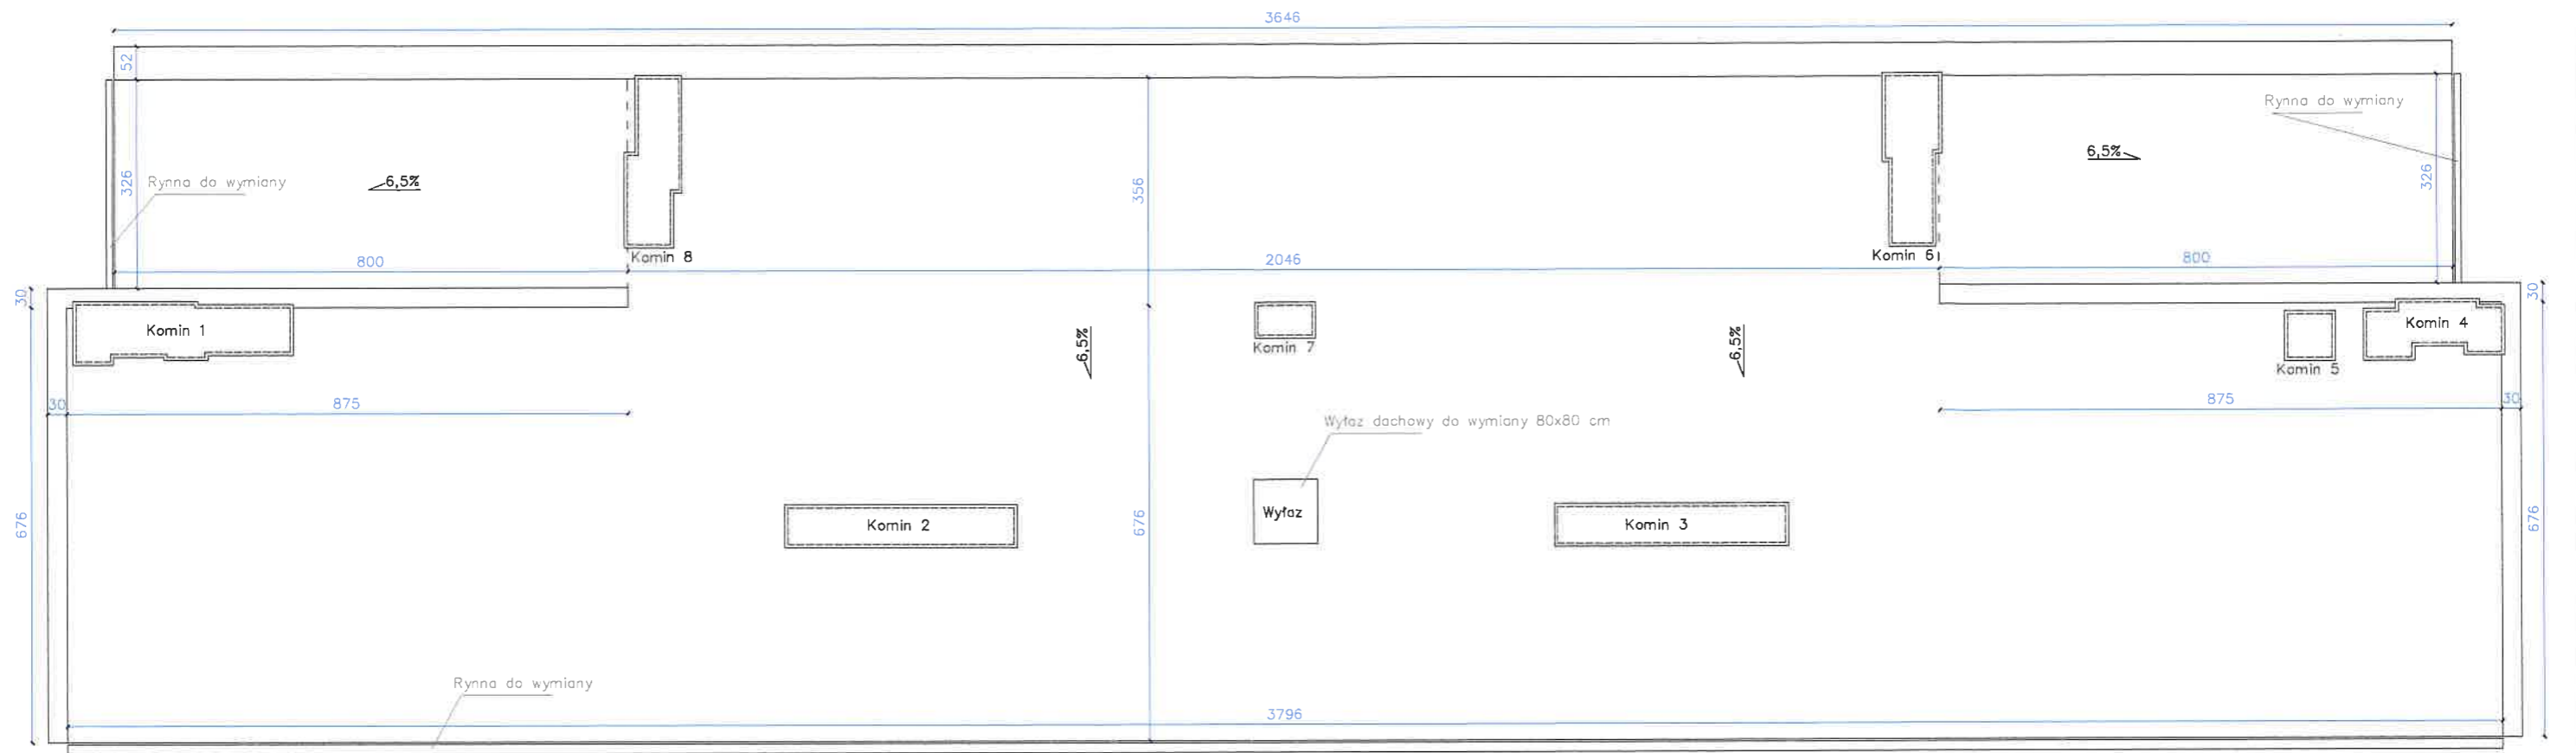 3646
52
Rynna do wymiany
6,5%
326
Rynna do wymiany
6,5%
356
326
Komin 8
Komin 6
800
2046
800
30
30
Komin 1
Komin 4
6,5%
6,5%
Komin 7
Komin 5
30
875
875
30
Wyłaz dachowy do wymiany 80x80 cm
676
Komin 2
676
Wyłaz
Komin 3
676
Rynna do wymiany
3796